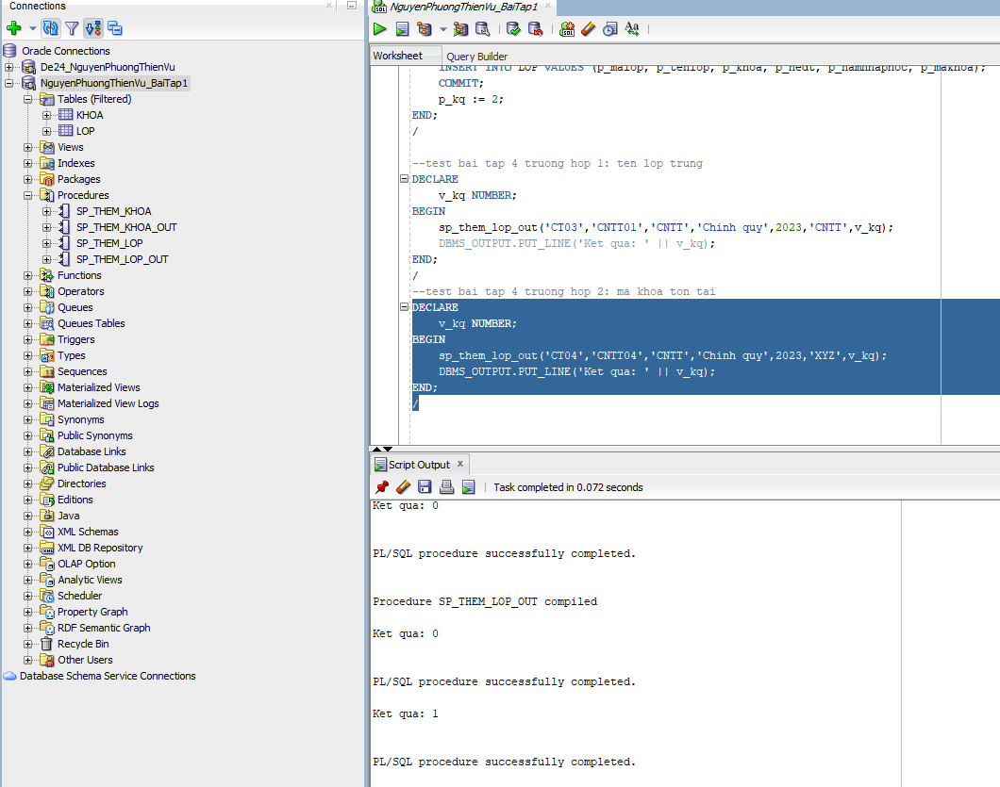 Connections
Oracle Connections
De24_NguyenPhuongThienVu
NguyenPhuongThienVu_BaiTap1
Tables (Filtered)
KHOA
LOP
Views
Indexes
Packages
Procedures
SP_THEM_KHOA
SP_THEM_KHOA_OUT
SP_THEM_LOP
SP_THEM_LOP_OUT
Functions
Operators
Queues
Queues Tables
Triggers
Types
Sequences
Materialized Views
Materialized View Logs
Synonyms
Public Synonyms
Database Links
Public Database Links
Directories
Editions
Java
XML Schemas
XML DB Repository
OLAP Option
Analytic Views
Scheduler
Property Graph
RDF Semantic Graph
Recycle Bin
Other Users
Database Schema Service Connections
NguyenPhuongThienVu_BaiTap1
Worksheet Query Builder
INSERT INTO LOP VALUES (p_malop, p_tenlop, p_khoa, p_hedt, p_namnhaphoc, p_makhoa);
COMMIT;
p_kq := 2;
END;
/
--test bai tap 4 truong hop 1: ten lop trung
DECLARE
v_kq NUMBER;
BEGIN
sp_them_lop_out('CT03','CNTT01','CNTT','Chinh quy',2023,'CNTT',v_kq);
DBMS_OUTPUT.PUT_LINE('Ket qua: ' || v_kq);
END;
/
--test bai tap 4 truong hop 2: ma khoa ton tai
DECLARE
v_kq NUMBER;
BEGIN
sp_them_lop_out('CT04','CNTT04','CNTT','Chinh quy',2023,'XYZ',v_kq);
DBMS_OUTPUT.PUT_LINE('Ket qua: ' || v_kq);
END;
/
Script Output
Task completed in 0.072 seconds
Ket qua: 0
PL/SQL procedure successfully completed.
Procedure SP_THEM_LOP_OUT compiled
Ket qua: 0
PL/SQL procedure successfully completed.
Ket qua: 1
PL/SQL procedure successfully completed.